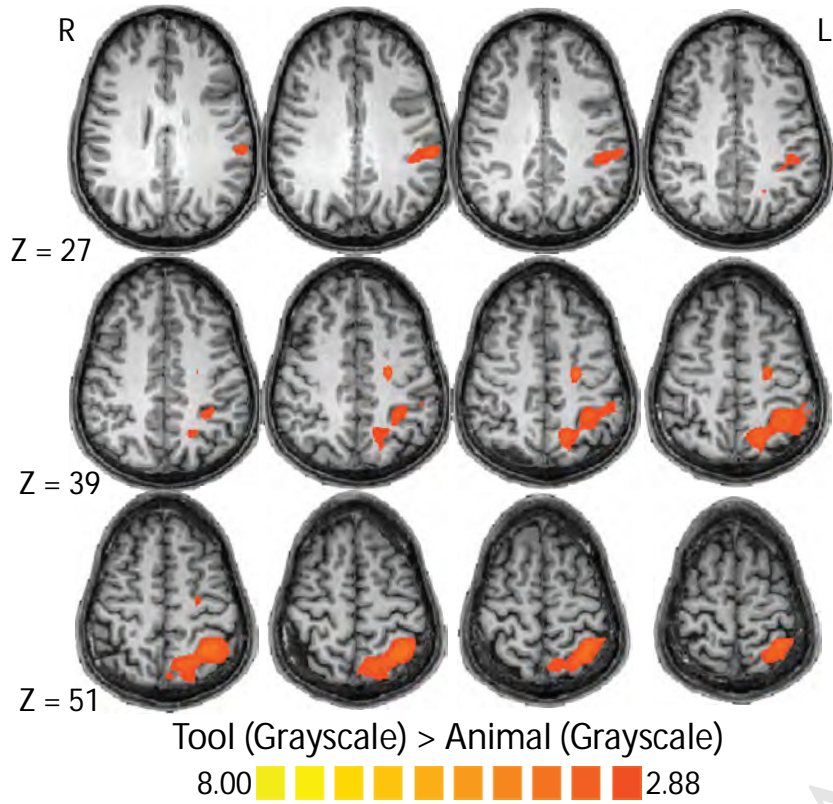 R L
Z = 27
Z = 39
Z = 51
Tool (Grayscale) > Animal (Grayscale)
8.00 2.88